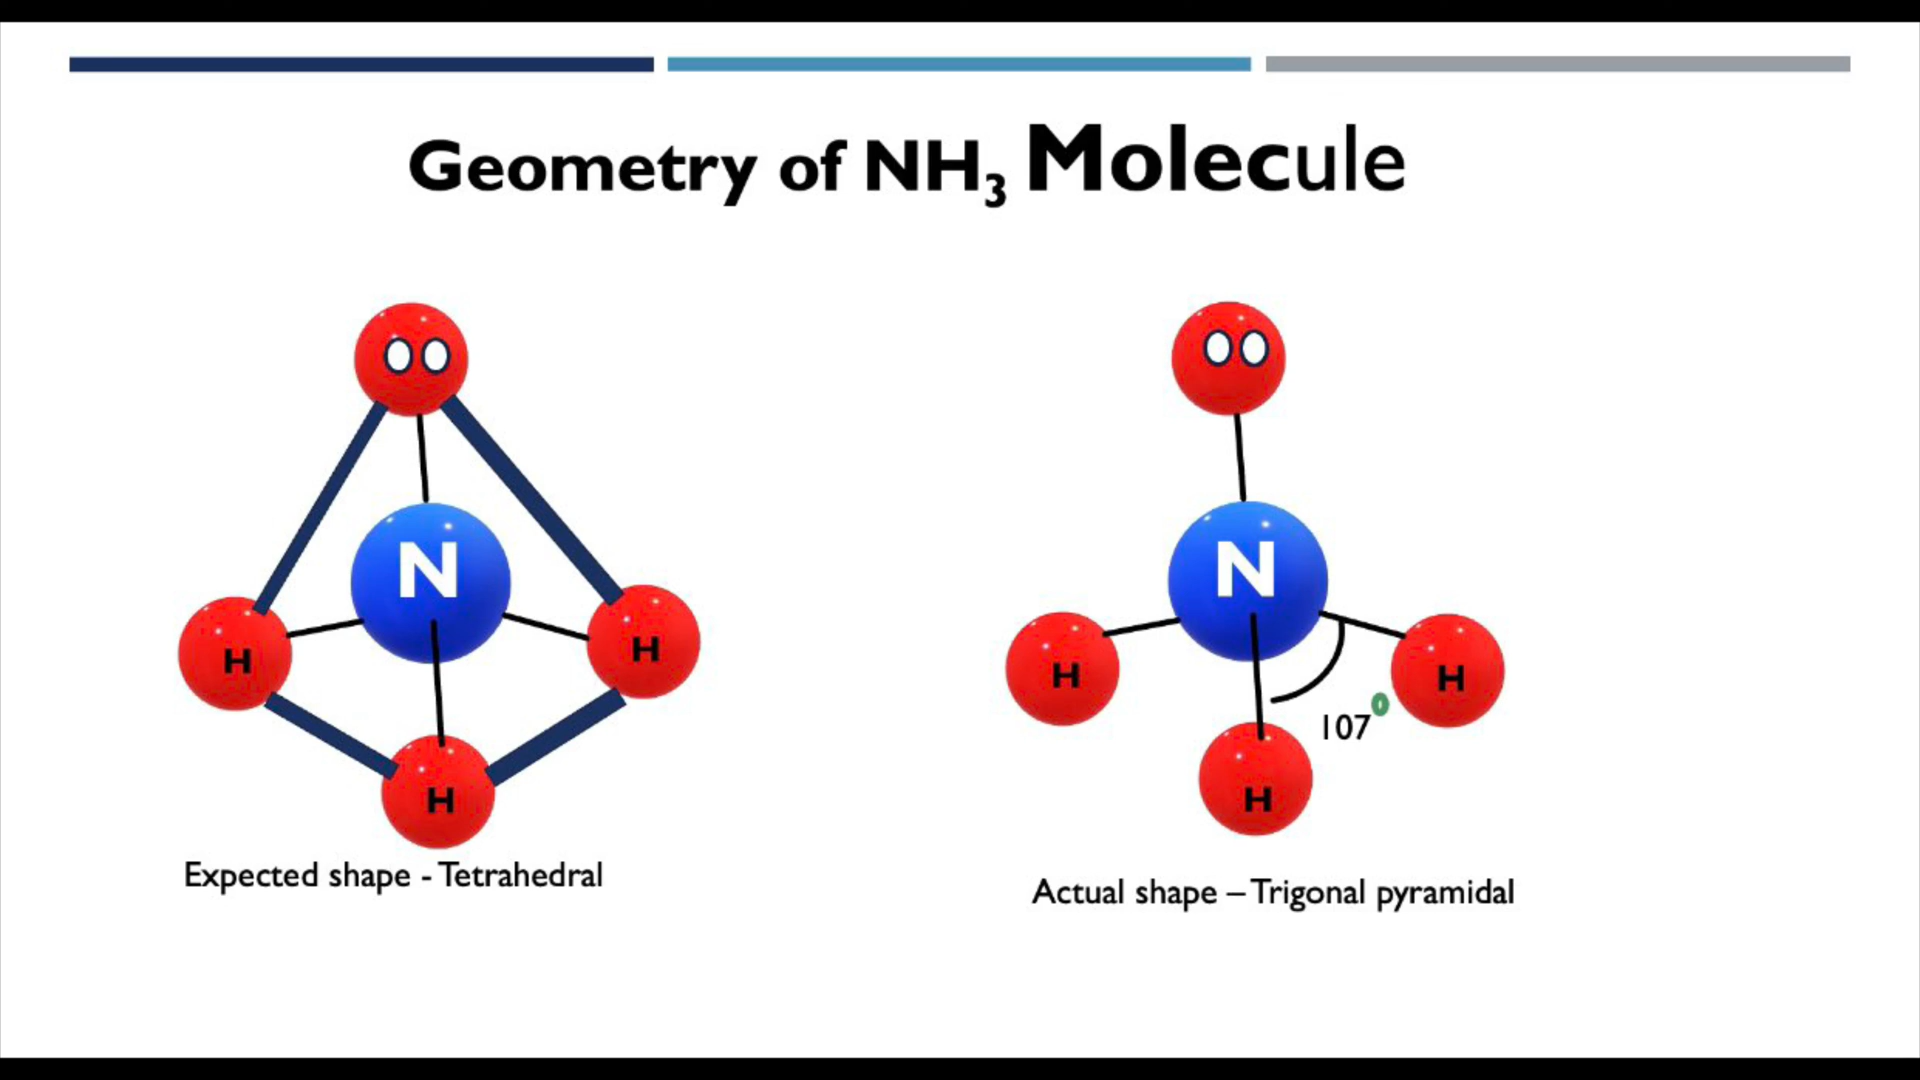 Geometry of NH₃ Molecule
N
H
H
H
Expected shape - Tetrahedral
N
H
H
H
107°
Actual shape – Trigonal pyramidal